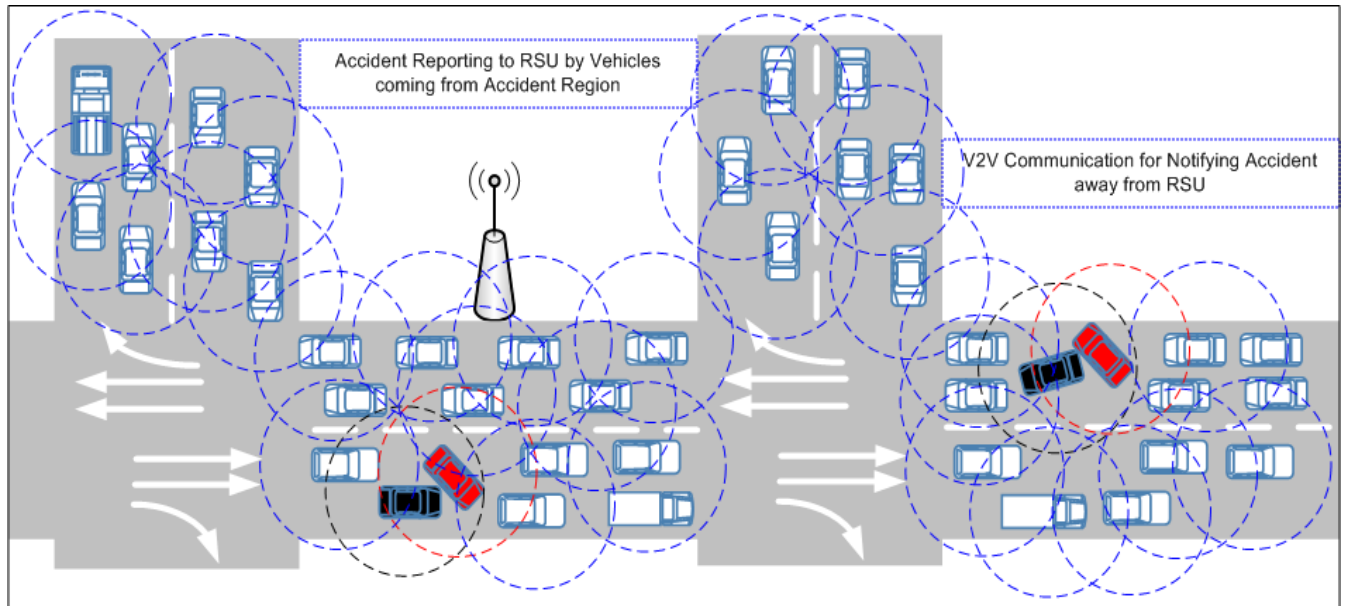 Accident Reporting to RSU by Vehicles
coming from Accident Region
V2V Communication for Notifying Accident
away from RSU